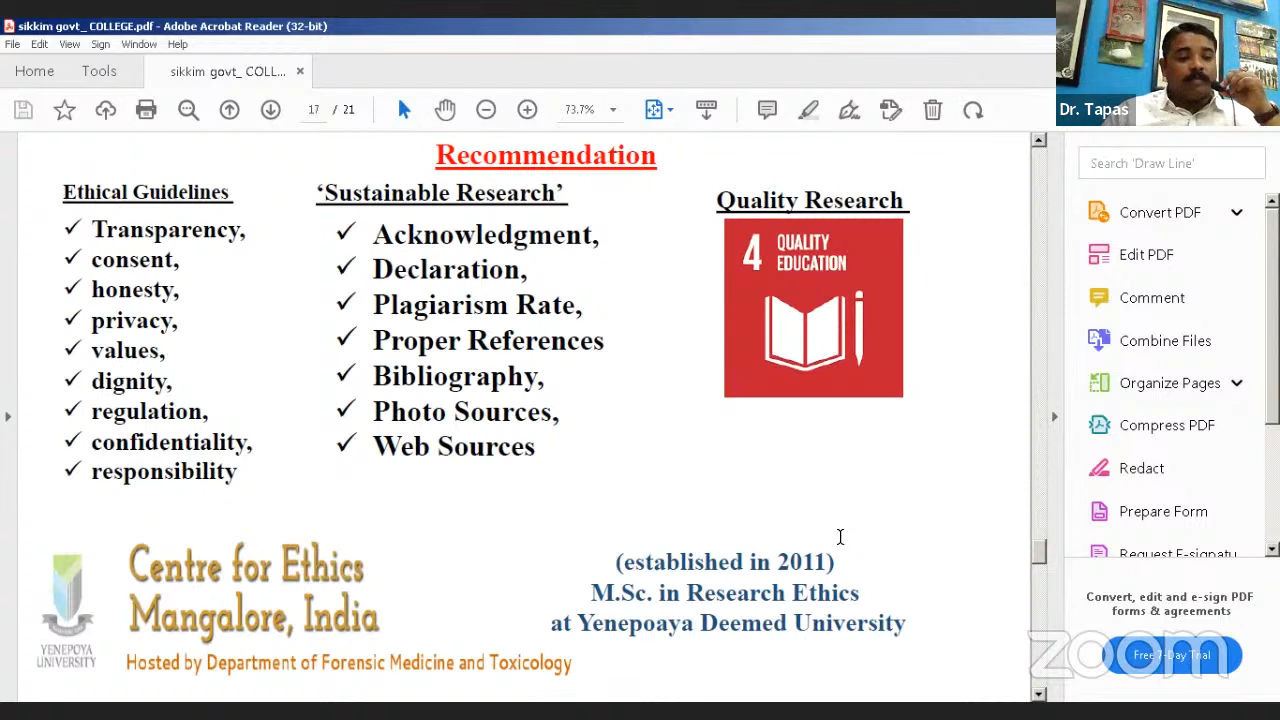 sikkim govt_ COLLEGE.pdf - Adobe Acrobat Reader (32-bit)
File Edit View Sign Window Help
Home Tools sikkim govt_ COLL... ×
17 / 21 73.7%
Dr. Tapas
Recommendation
Ethical Guidelines
✓ Transparency,
✓ consent,
✓ honesty,
✓ privacy,
✓ values,
✓ dignity,
✓ regulation,
✓ confidentiality,
✓ responsibility
‘Sustainable Research’
✓ Acknowledgment,
✓ Declaration,
✓ Plagiarism Rate,
✓ Proper References
✓ Bibliography,
✓ Photo Sources,
✓ Web Sources
Quality Research
4 QUALITY
EDUCATION
YENEPOYA
UNIVERSITY
Centre for Ethics
Mangalore, India
Hosted by Department of Forensic Medicine and Toxicology
(established in 2011)
M.Sc. in Research Ethics
at Yenepoaya Deemed University
Search 'Draw Line'
Convert PDF
Edit PDF
Comment
Combine Files
Organize Pages
Compress PDF
Redact
Prepare Form
Request E-signatu
Convert, edit and e-sign PDF
forms & agreements
Free 7-Day Trial
zoom